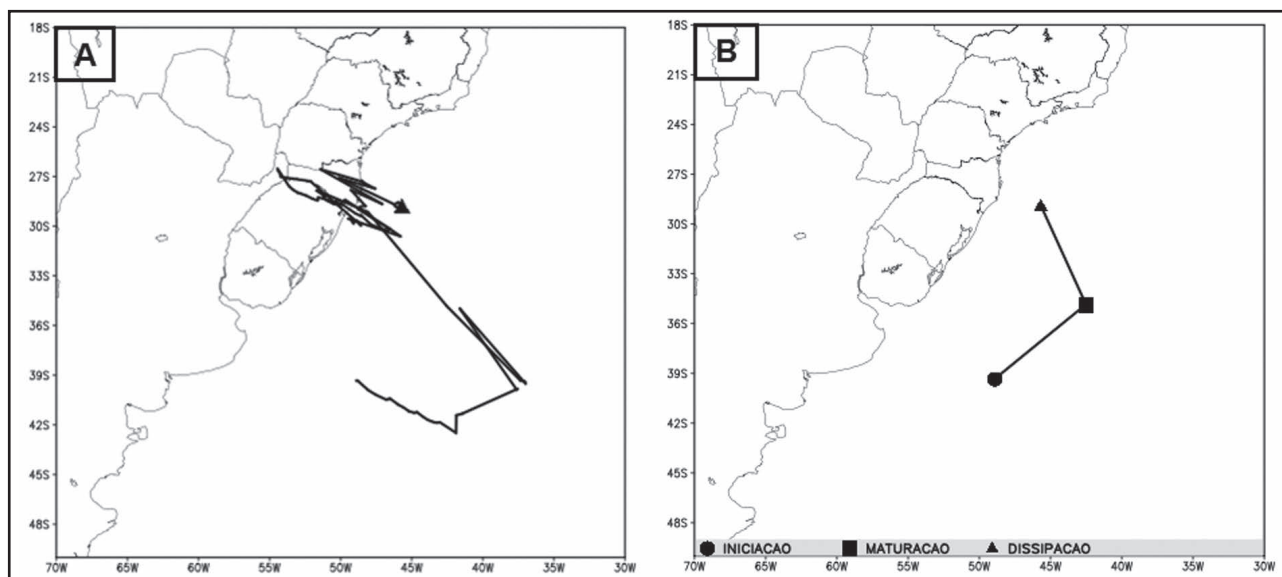 A
18S
21S
24S
27S
30S
33S
36S
39S
42S
45S
48S
70W 65W 60W 55W 50W 45W 40W 35W 30W
B
18S
21S
24S
27S
30S
33S
36S
39S
42S
45S
48S
INICIACAO MATURACAO DISSIPACAO
70W 65W 60W 55W 50W 45W 40W 35W 30W